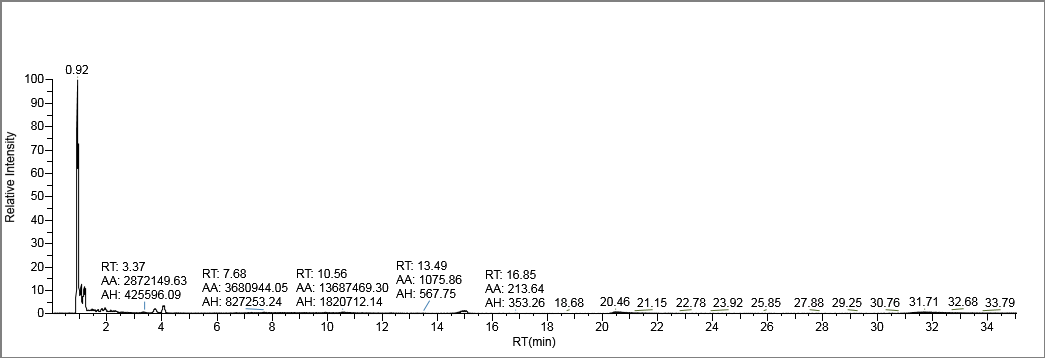 0.92
100
90
80
70
60
50
40
30
20
10
0
Relative Intensity
RT: 3.37
AA: 2872149.63
AH: 425596.09
RT: 7.68
AA: 3680944.05
AH: 827253.24
RT: 10.56
AA: 13687469.30
AH: 1820712.14
RT: 13.49
AA: 1075.86
AH: 567.75
RT: 16.85
AA: 213.64
AH: 353.26
18.68 20.46 21.15 22.78 23.92 25.85 27.88 29.25 30.76 31.71 32.68 33.79
2 4 6 8 10 12 14 16 18 20 22 24 26 28 30 32 34
RT(min)